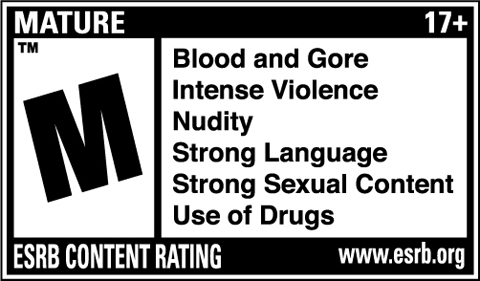 MATURE 17+
TM
M
Blood and Gore
Intense Violence
Nudity
Strong Language
Strong Sexual Content
Use of Drugs
ESRB CONTENT RATING www.esrb.org